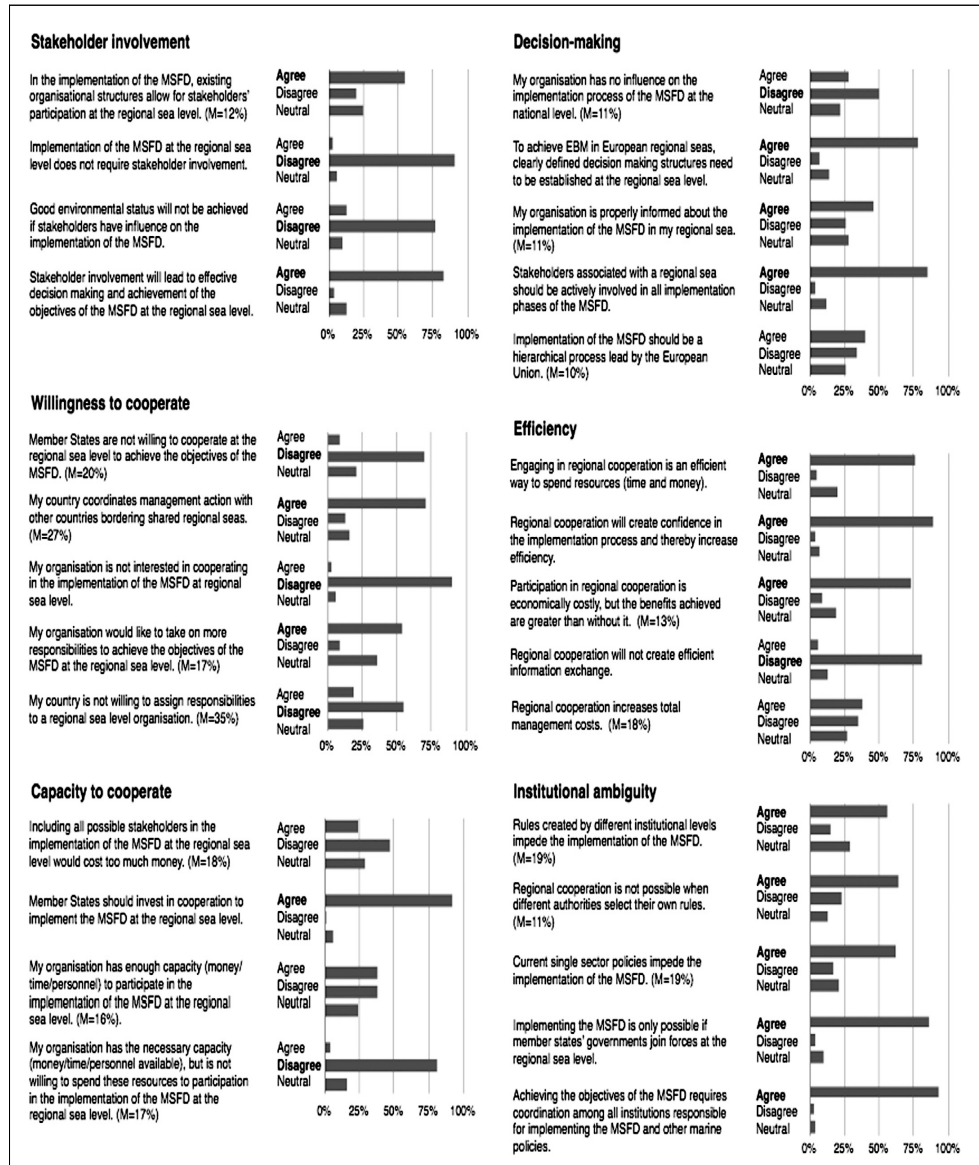 Stakeholder involvement
In the implementation of the MSFD, existing
organisational structures allow for stakeholders'
participation at the regional sea level. (M=12%)
Agree
Disagree
Neutral
Implementation of the MSFD at the regional sea
level does not require stakeholder involvement.
Agree
Disagree
Neutral
Good environmental status will not be achieved
if stakeholders have influence on the
implementation of the MSFD.
Agree
Disagree
Neutral
Stakeholder involvement will lead to effective
decision making and achievement of the
objectives of the MSFD at the regional sea level.
Agree
Disagree
Neutral
0% 25% 50% 75% 100%
Willingness to cooperate
Member States are not willing to cooperate at the
regional sea level to achieve the objectives of the
MSFD. (M=20%)
Agree
Disagree
Neutral
My country coordinates management action with
other countries bordering shared regional seas.
(M=27%)
Agree
Disagree
Neutral
My organisation is not interested in cooperating
in the implementation of the MSFD at regional
sea level.
Agree
Disagree
Neutral
My organisation would like to take on more
responsibilities to achieve the objectives of the
MSFD at the regional sea level. (M=17%)
Agree
Disagree
Neutral
My country is not willing to assign responsibilities
to a regional sea level organisation. (M=35%)
Agree
Disagree
Neutral
0% 25% 50% 75% 100%
Capacity to cooperate
Including all possible stakeholders in the
implementation of the MSFD at the regional sea
level would cost too much money. (M=18%)
Agree
Disagree
Neutral
Member States should invest in cooperation to
implement the MSFD at the regional sea level.
Agree
Disagree
Neutral
My organisation has enough capacity (money/
time/personnel) to participate in the
implementation of the MSFD at the regional
sea level. (M=16%).
Agree
Disagree
Neutral
My organisation has the necessary capacity
(money/time/personnel available), but is not
willing to spend these resources to participation
in the implementation of the MSFD at the
regional sea level. (M=17%)
Agree
Disagree
Neutral
0% 25% 50% 75% 100%
Decision-making
My organisation has no influence on the
implementation process of the MSFD at the
national level. (M=11%)
Agree
Disagree
Neutral
To achieve EBM in European regional seas,
clearly defined decision making structures need
to be established at the regional sea level.
Agree
Disagree
Neutral
My organisation is properly informed about the
implementation of the MSFD in my regional sea.
(M=11%)
Agree
Disagree
Neutral
Stakeholders associated with a regional sea
should be actively involved in all implementation
phases of the MSFD.
Agree
Disagree
Neutral
Implementation of the MSFD should be a
hierarchical process lead by the European
Union. (M=10%)
Agree
Disagree
Neutral
0% 25% 50% 75% 100%
Efficiency
Engaging in regional cooperation is an efficient
way to spend resources (time and money).
Agree
Disagree
Neutral
Regional cooperation will create confidence in
the implementation process and thereby increase
efficiency.
Agree
Disagree
Neutral
Participation in regional cooperation is
economically costly, but the benefits achieved
are greater than without it. (M=13%)
Agree
Disagree
Neutral
Regional cooperation will not create efficient
information exchange.
Agree
Disagree
Neutral
Regional cooperation increases total
management costs. (M=18%)
Agree
Disagree
Neutral
0% 25% 50% 75% 100%
Institutional ambiguity
Rules created by different institutional levels
impede the implementation of the MSFD.
(M=19%)
Agree
Disagree
Neutral
Regional cooperation is not possible when
different authorities select their own rules.
(M=11%)
Agree
Disagree
Neutral
Current single sector policies impede the
implementation of the MSFD. (M=19%)
Agree
Disagree
Neutral
Implementing the MSFD is only possible if
member states' governments join forces at the
regional sea level.
Agree
Disagree
Neutral
Achieving the objectives of the MSFD requires
coordination among all institutions responsible
for implementing the MSFD and other marine
policies.
Agree
Disagree
Neutral
0% 25% 50% 75% 100%